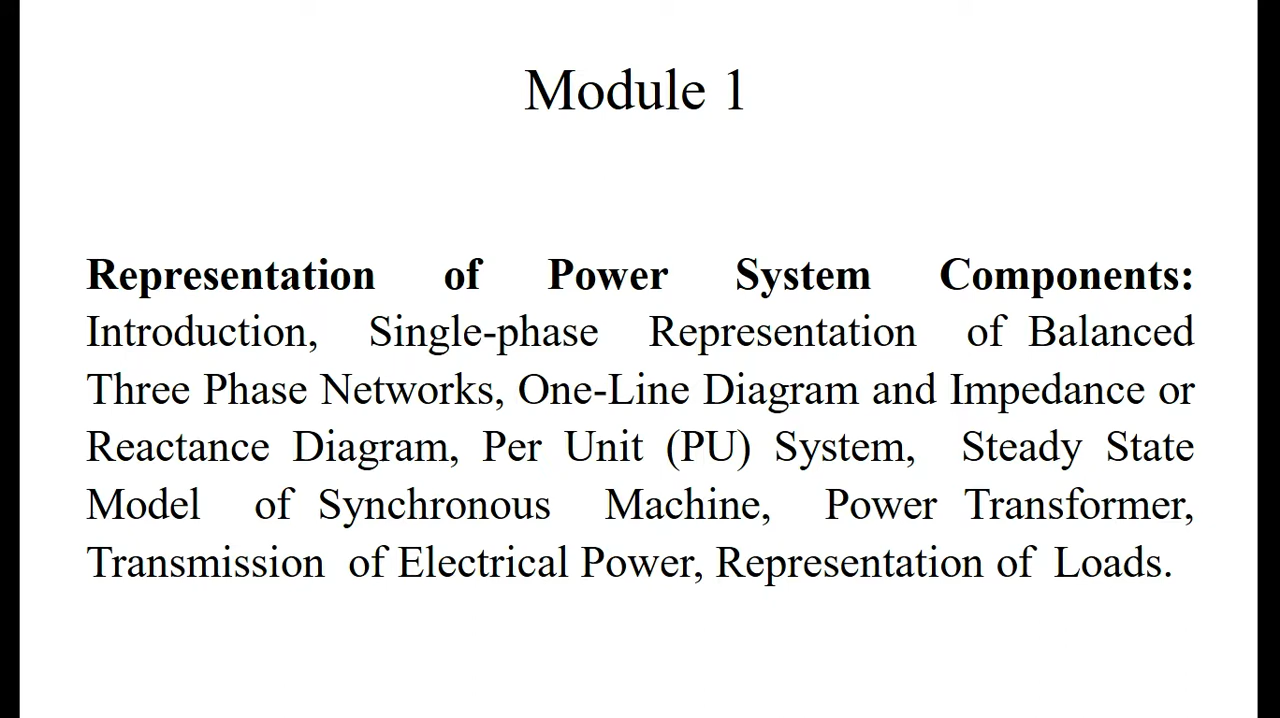 Module 1
Representation of Power System Components:
Introduction, Single-phase Representation of Balanced
Three Phase Networks, One-Line Diagram and Impedance or
Reactance Diagram, Per Unit (PU) System, Steady State
Model of Synchronous Machine, Power Transformer,
Transmission of Electrical Power, Representation of Loads.